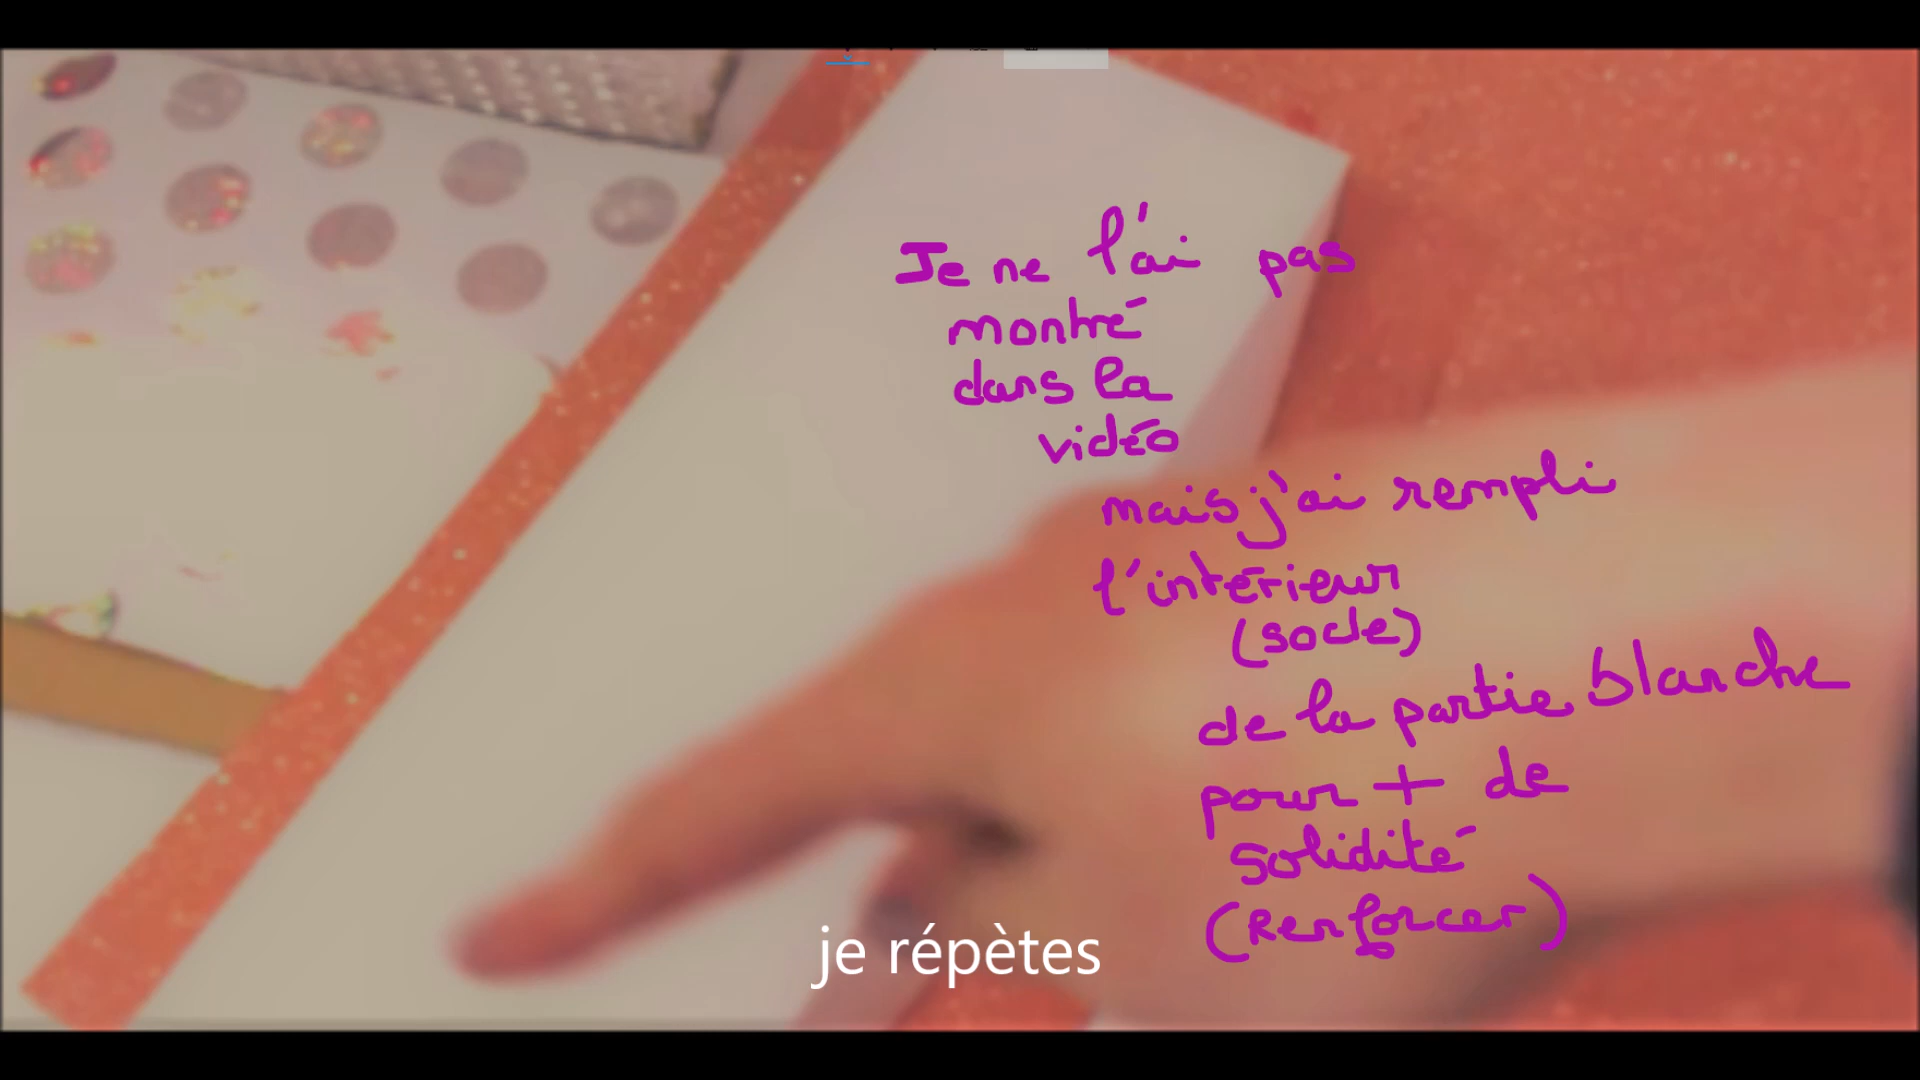 Je ne l'ai pas
montré
dans la
vidéo
mais j'ai rempli
l'intérieur
(socle)
de la partie blanche
pour + de
solidité
(Renforcer)
je répètes